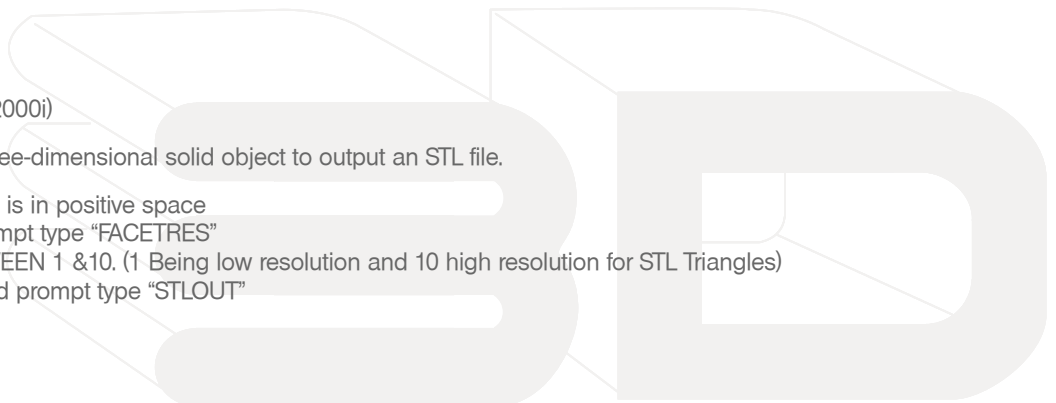 2000i)
ee-dimensional solid object to output an STL file.
is in positive space
mpt type “FACETRES”
EEN 1 &10. (1 Being low resolution and 10 high resolution for STL Triangles)
d prompt type “STLOUT”
3D